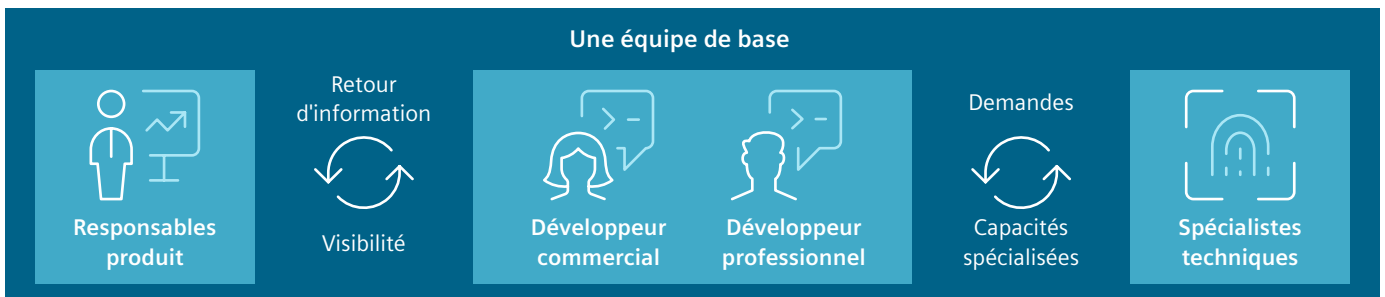 Une équipe de base
Responsables
produit
Retour
d'information
Visibilité
Développeur
commercial
Développeur
professionnel
Demandes
Capacités
spécialisées
Spécialistes
techniques